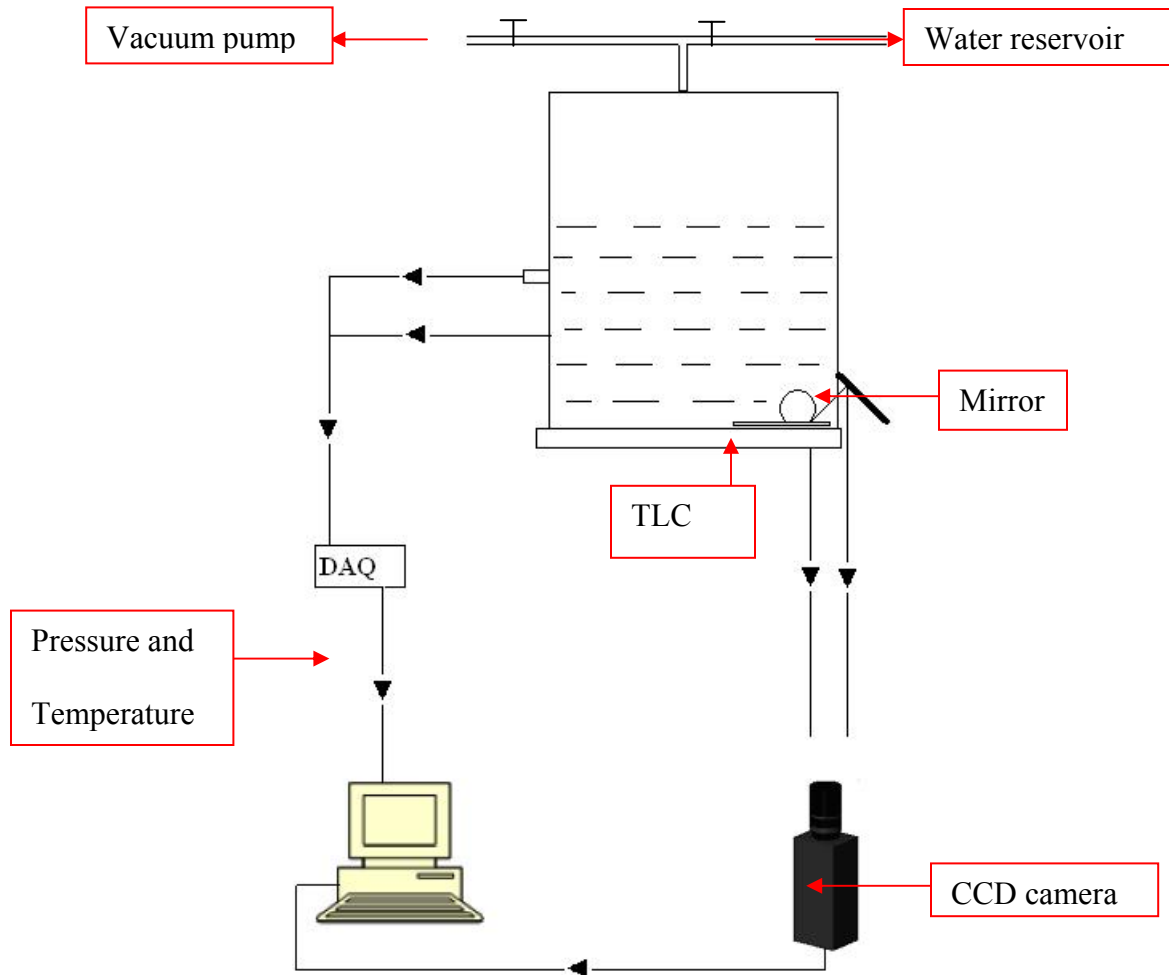 Vacuum pump
Water reservoir
Mirror
TLC
DAQ
Pressure and
Temperature
CCD camera